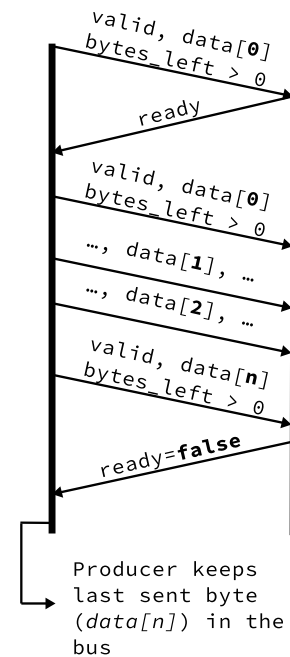 valid, data[0]
bytes_left > 0
ready
valid, data[0]
bytes_left > 0
…, data[1], …
…, data[2], …
valid, data[n]
bytes_left > 0
ready=false
Producer keeps
last sent byte
(data[n]) in the
bus